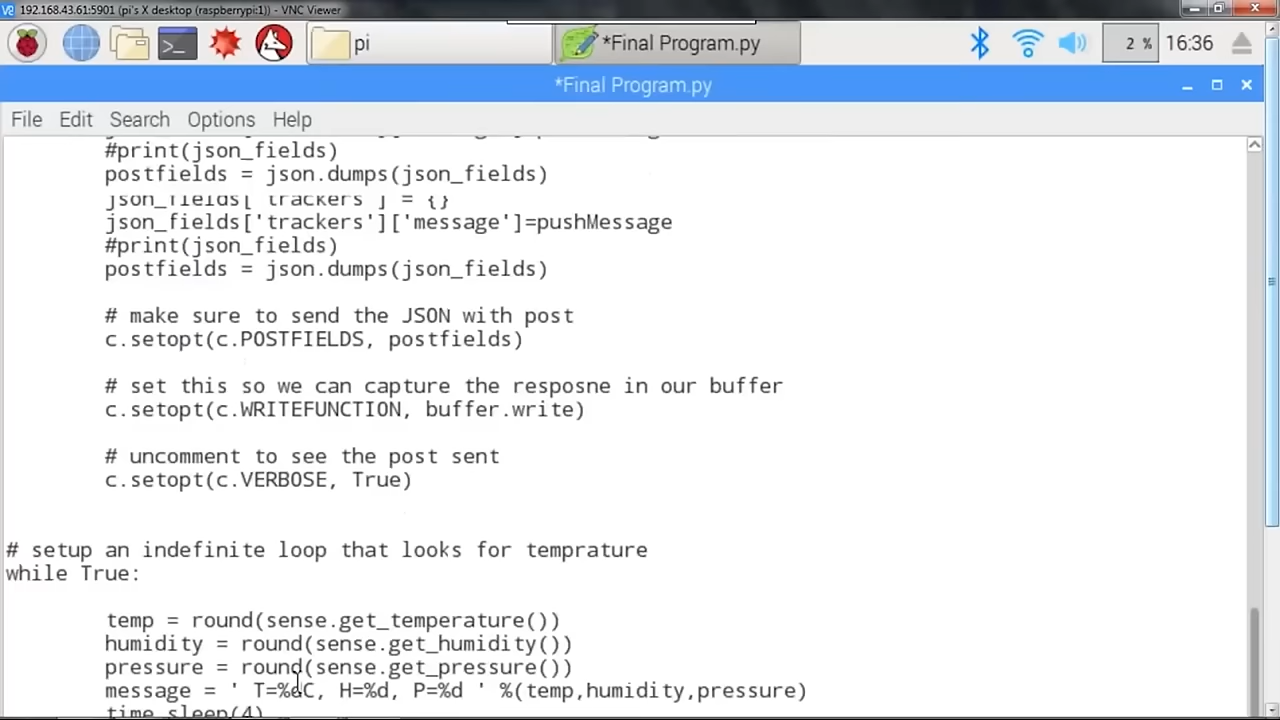 192.168.43.61:5901 (pi's X desktop (raspberrypi:1)) - VNC Viewer
pi
*Final Program.py
2 %
16:36
*Final Program.py
File Edit Search Options Help
#print(json_fields)
postfields = json.dumps(json_fields)
json_fields['trackers'] = {}
json_fields['trackers']['message']=pushMessage
#print(json_fields)
postfields = json.dumps(json_fields)
# make sure to send the JSON with post
c.setopt(c.POSTFIELDS, postfields)
# set this so we can capture the resposne in our buffer
c.setopt(c.WRITEFUNCTION, buffer.write)
# uncomment to see the post sent
c.setopt(c.VERBOSE, True)
# setup an indefinite loop that looks for temprature
while True:
temp = round(sense.get_temperature())
humidity = round(sense.get_humidity())
pressure = round(sense.get_pressure())
message = ' T=%dC, H=%d, P=%d ' %(temp,humidity,pressure)
time.sleep(4)